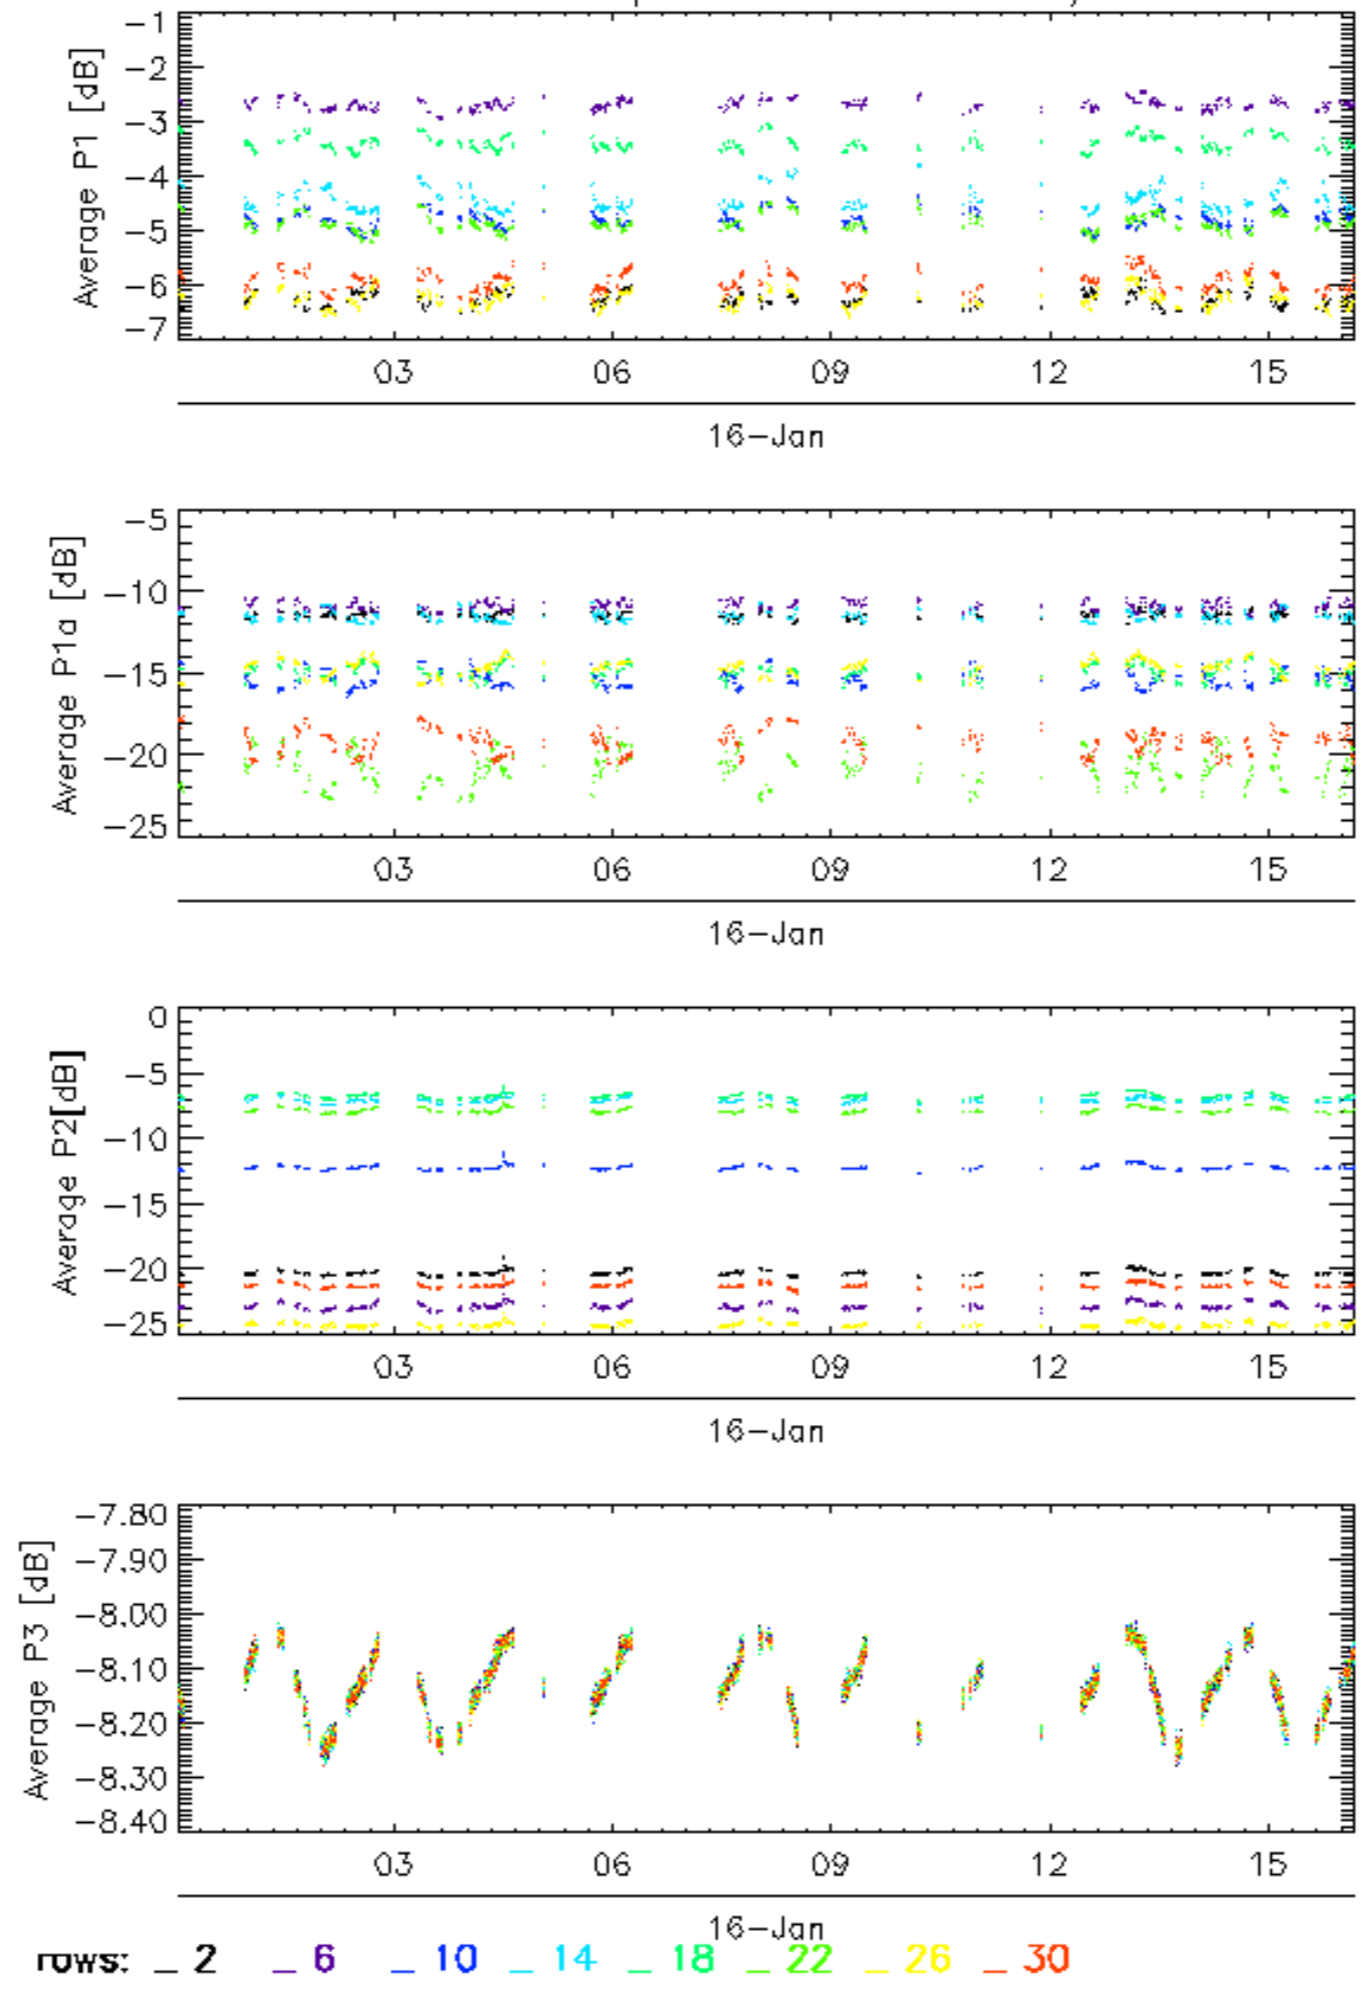 Average P1 [dB]
-1
-2
-3
-4
-5
-6
-7
03 06 09 12 15
16-Jan
Average P1a [dB]
-5
-10
-15
-20
-25
03 06 09 12 15
16-Jan
Average P2[dB]
0
-5
-10
-15
-20
-25
03 06 09 12 15
16-Jan
Average P3 [dB]
-7.80
-7.90
-8.00
-8.10
-8.20
-8.30
-8.40
03 06 09 12 15
16-Jan
rows: _ 2 _ 6 _ 10 _ 14 _ 18 _ 22 _ 26 _ 30